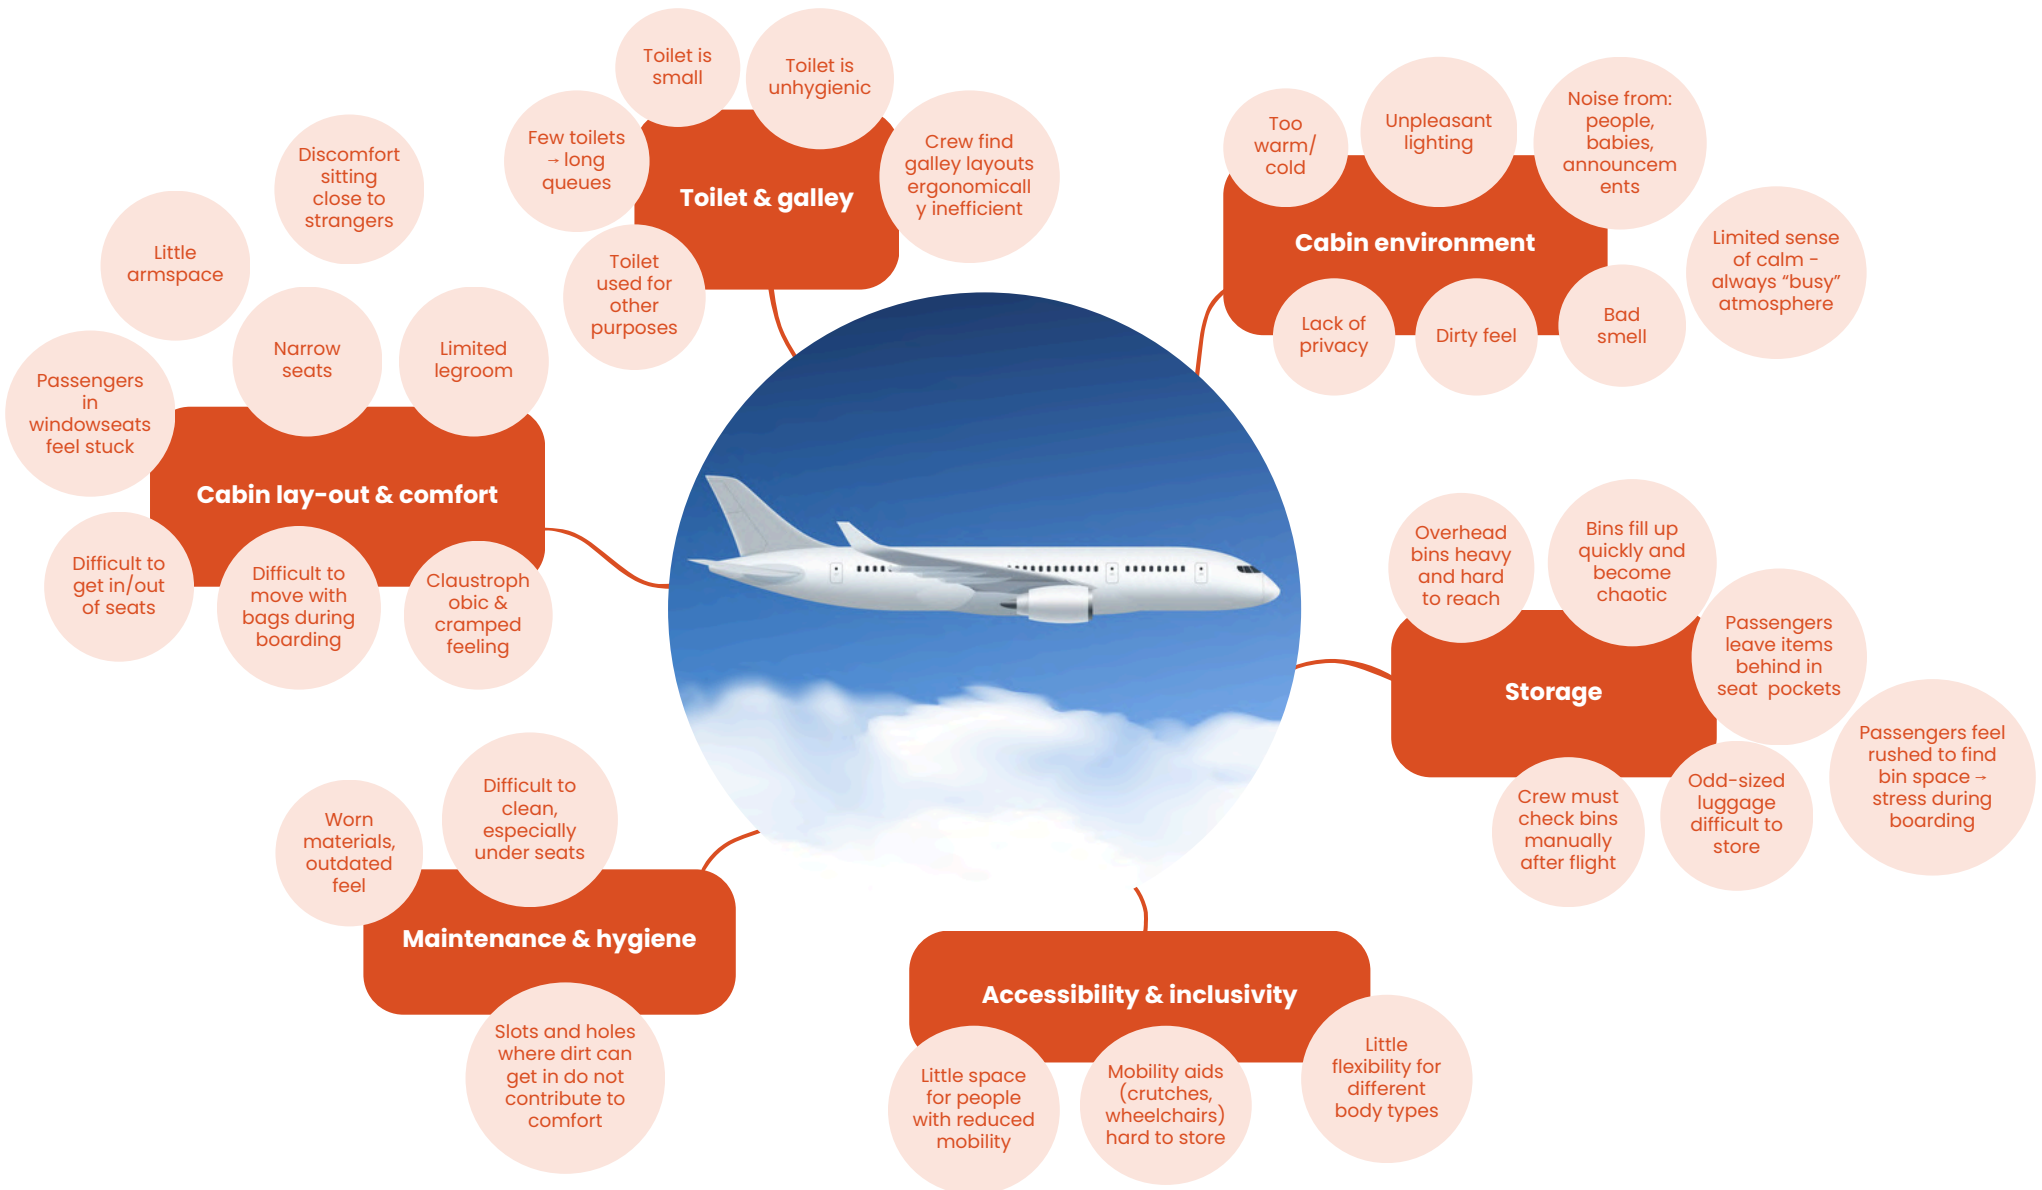 Toilet is
small
Toilet is
unhygienic
Few toilets
→ long
queues
Crew find
galley layouts
ergonomicall
y inefficient
Toilet & galley
Toilet
used for
other
purposes
Too
warm/
cold
Unpleasant
lighting
Noise from:
people,
babies,
announcem
ents
Cabin environment
Limited sense
of calm -
always “busy”
atmosphere
Lack of
privacy
Dirty feel
Bad
smell
Discomfort
sitting
close to
strangers
Little
armspace
Narrow
seats
Limited
legroom
Passengers
in
windowseats
feel stuck
Cabin lay-out & comfort
Difficult to
get in/out
of seats
Difficult to
move with
bags during
boarding
Claustroph
obic &
cramped
feeling
Overhead
bins heavy
and hard
to reach
Bins fill up
quickly and
become
chaotic
Passengers
leave items
behind in
seat pockets
Storage
Passengers feel
rushed to find
bin space →
stress during
boarding
Crew must
check bins
manually
after flight
Odd-sized
luggage
difficult to
store
Worn
materials,
outdated
feel
Difficult to
clean,
especially
under seats
Maintenance & hygiene
Slots and holes
where dirt can
get in do not
contribute to
comfort
Accessibility & inclusivity
Little space
for people
with reduced
mobility
Mobility aids
(crutches,
wheelchairs)
hard to store
Little
flexibility for
different
body types